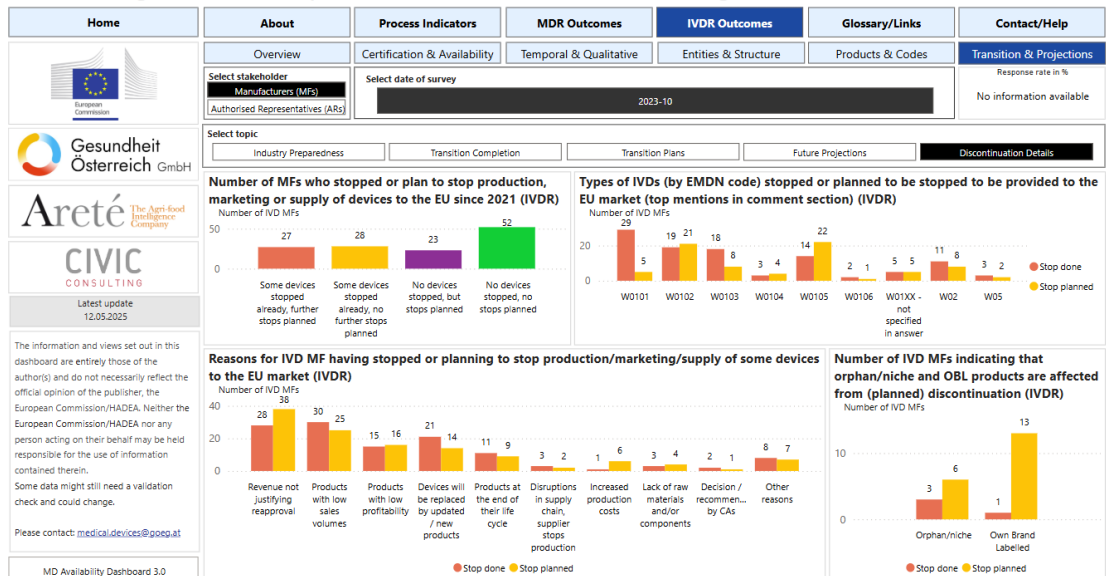 Home
About
Process Indicators
MDR Outcomes
IVDR Outcomes
Glossary/Links
Contact/Help
Overview
Certification & Availability
Temporal & Qualitative
Entities & Structure
Products & Codes
Transition & Projections
European
Commission
Gesundheit
Österreich GmbH
Areté The Agri-food
Intelligence
Company
CIVIC
CONSULTING
Latest update
12.05.2025
The information and views set out in this
dashboard are entirely those of the
author(s) and do not necessarily reflect the
official opinion of the publisher, the
European Commission/HADEA. Neither the
European Commission/HADEA nor any
person acting on their behalf may be held
responsible for the use of information
contained therein.
Some data might still need a validation
check and could change.
Please contact: medical.devices@goeg.at
MD Availability Dashboard 3.0
Select stakeholder
Manufacturers (MFs)
Authorised Representatives (ARs)
Select date of survey
2023-10
Response rate in %
No information available
Select topic
Industry Preparedness
Transition Completion
Transition Plans
Future Projections
Discontinuation Details
Number of MFs who stopped or plan to stop production,
marketing or supply of devices to the EU since 2021 (IVDR)
Number of IVD MFs
50
0
27
28
23
52
Some devices
stopped
already, further
stops planned
Some devices
stopped
already, no
further stops
planned
No devices
stopped, but
stops planned
No devices
stopped, no
stops planned
Types of IVDs (by EMDN code) stopped or planned to be stopped to be provided to the
EU market (top mentions in comment section) (IVDR)
Number of IVD MFs
20
0
29
5
19
21
18
8
3
4
14
22
2
1
5
5
11
8
3
2
W0101
W0102
W0103
W0104
W0105
W0106
W01XX -
not
specified
in answer
W02
W05
Stop done
Stop planned
Reasons for IVD MF having stopped or planning to stop production/marketing/supply of some devices
to the EU market (IVDR)
Number of IVD MFs
40
20
0
28
38
30
25
15
16
21
14
11
9
3
2
1
6
3
4
2
1
8
7
Revenue not
justifying
reapproval
Products
with low
sales
volumes
Products
with low
profitability
Devices will
be replaced
by updated
/ new
products
Products at
the end of
their life
cycle
Disruptions
in supply
chain,
supplier
stops
production
Increased
production
costs
Lack of raw
materials
and/or
components
Decision /
recommen...
by CAs
Other
reasons
Stop done
Stop planned
Number of IVD MFs indicating that
orphan/niche and OBL products are affected
from (planned) discontinuation (IVDR)
Number of IVD MFs
10
0
3
6
1
13
Orphan/niche
Own Brand
Labelled
Stop done
Stop planned